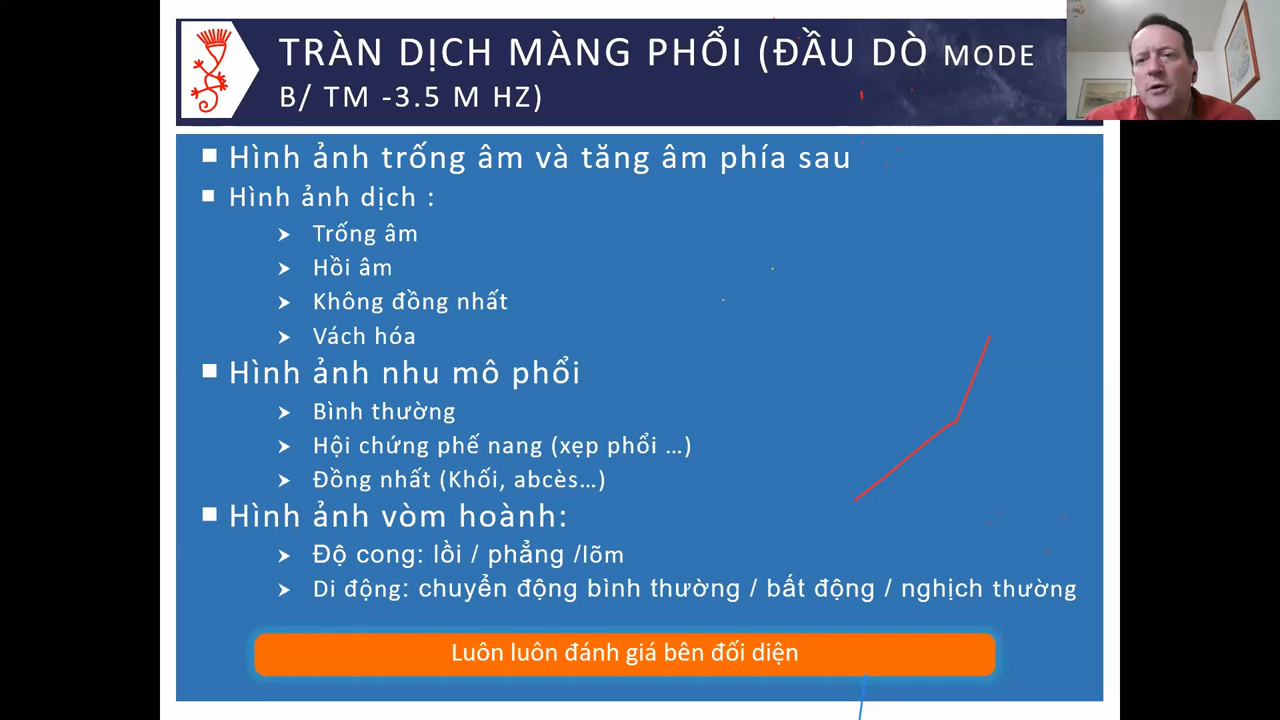 TRÀN DỊCH MÀNG PHỔI (ĐẦU DÒ MODE
B/ TM -3.5 M HZ)
Hình ảnh trống âm và tăng âm phía sau
Hình ảnh dịch :
Trống âm
Hồi âm
Không đồng nhất
Vách hóa
Hình ảnh nhu mô phổi
Bình thường
Hội chứng phế nang (xẹp phổi ...)
Đồng nhất (Khối, abcès...)
Hình ảnh vòm hoành:
Độ cong: lồi / phẳng /lõm
Di động: chuyển động bình thường / bất động / nghịch thường
Luôn luôn đánh giá bên đối diện